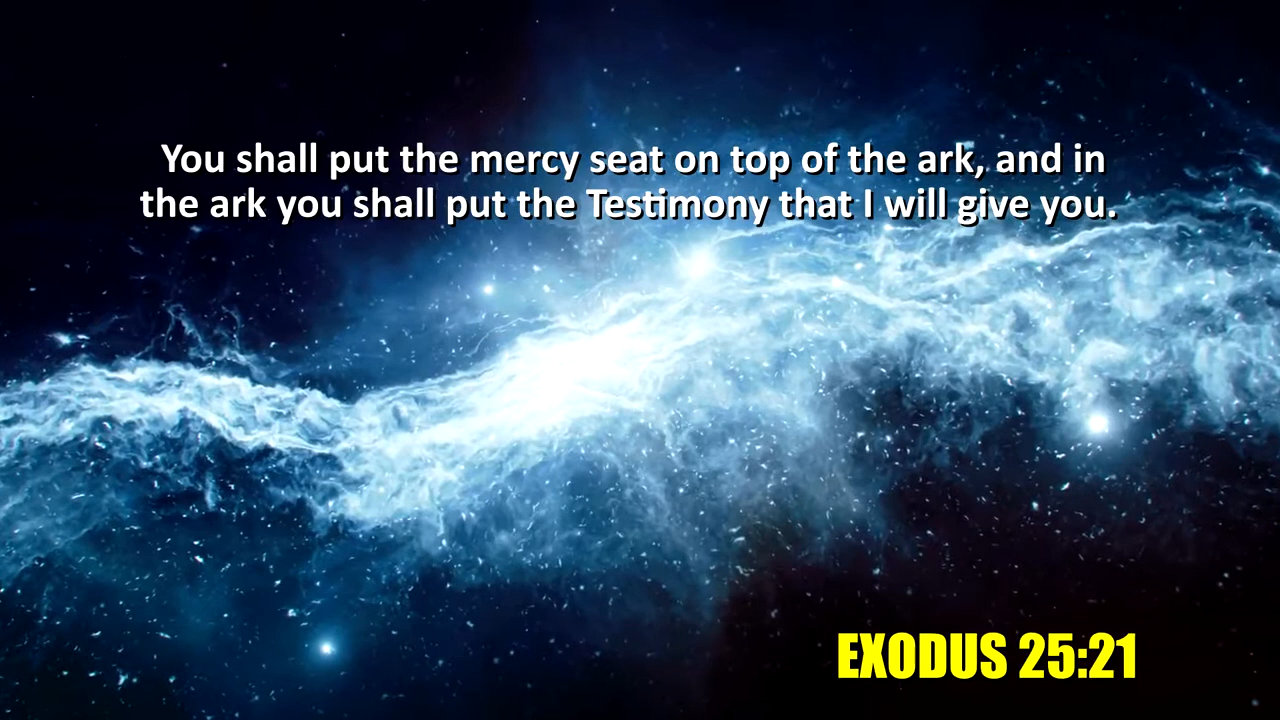 You shall put the mercy seat on top of the ark, and in
the ark you shall put the Testimony that I will give you.
EXODUS 25:21